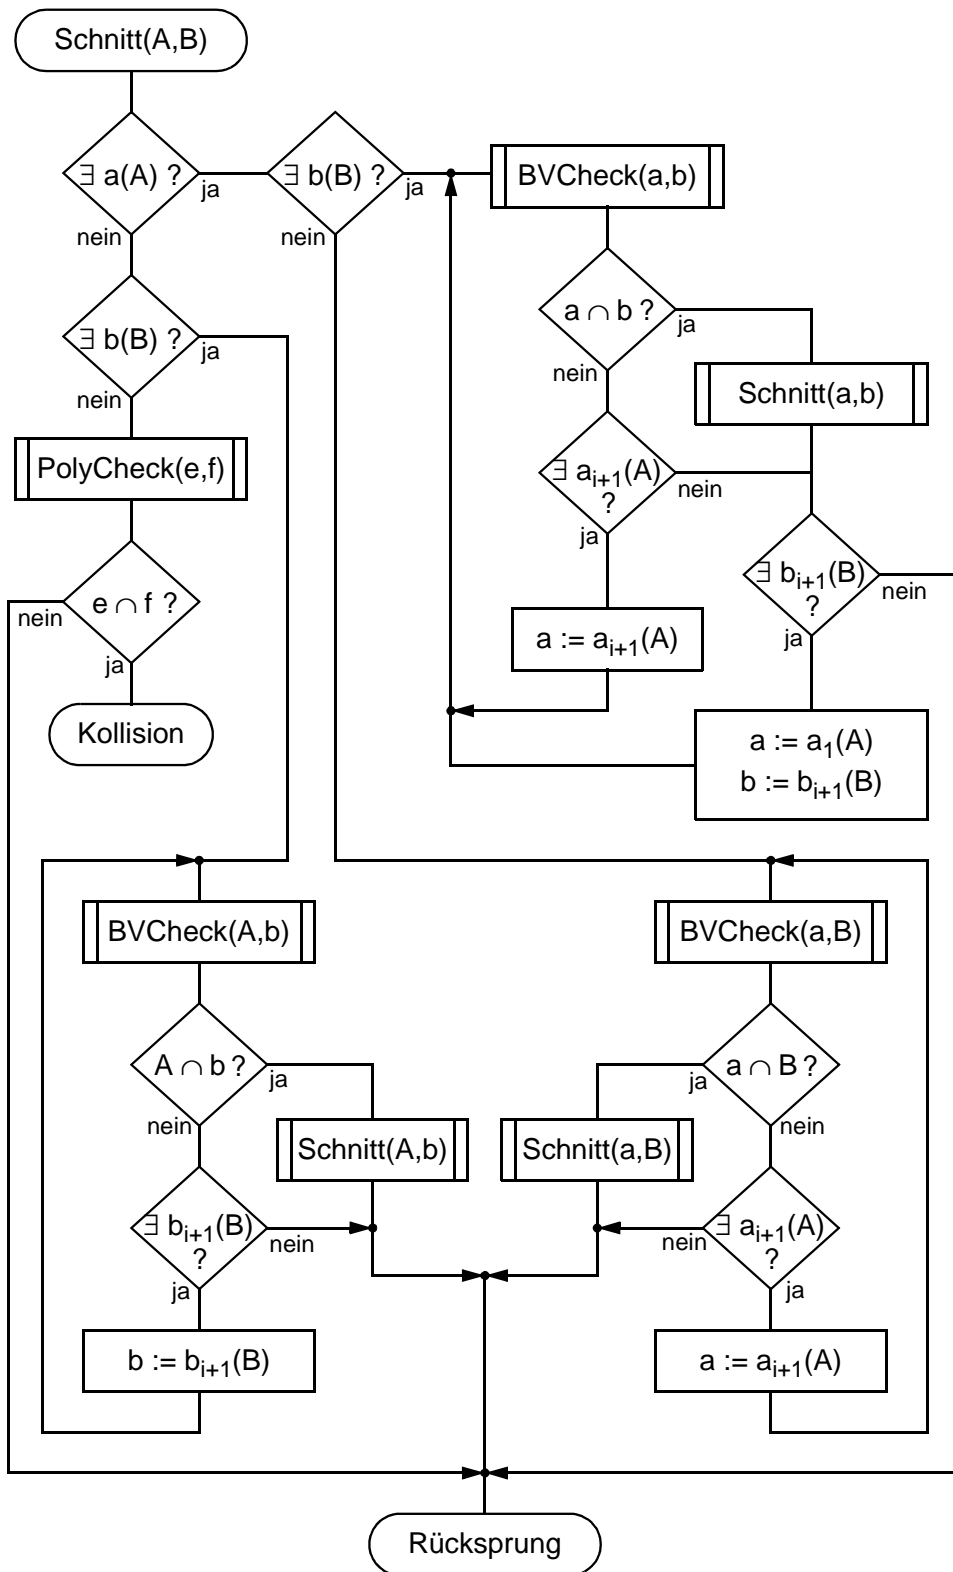 Schnitt(A,B)
∃ a(A) ?
ja
nein
∃ b(B) ?
ja
nein
BVCheck(a,b)
a ∩ b ?
ja
nein
Schnitt(a,b)
∃ b(B) ?
ja
nein
PolyCheck(e,f)
∃ aᵢ₊₁(A)
?
nein
ja
∃ bᵢ₊₁(B)
?
nein
ja
e ∩ f ?
nein
ja
a := aᵢ₊₁(A)
Kollision
a := a₁(A)
b := bᵢ₊₁(B)
BVCheck(A,b)
A ∩ b ?
ja
nein
Schnitt(A,b)
∃ bᵢ₊₁(B)
?
nein
ja
b := bᵢ₊₁(B)
BVCheck(a,B)
a ∩ B ?
ja
nein
Schnitt(a,B)
∃ aᵢ₊₁(A)
?
nein
ja
a := aᵢ₊₁(A)
Rücksprung